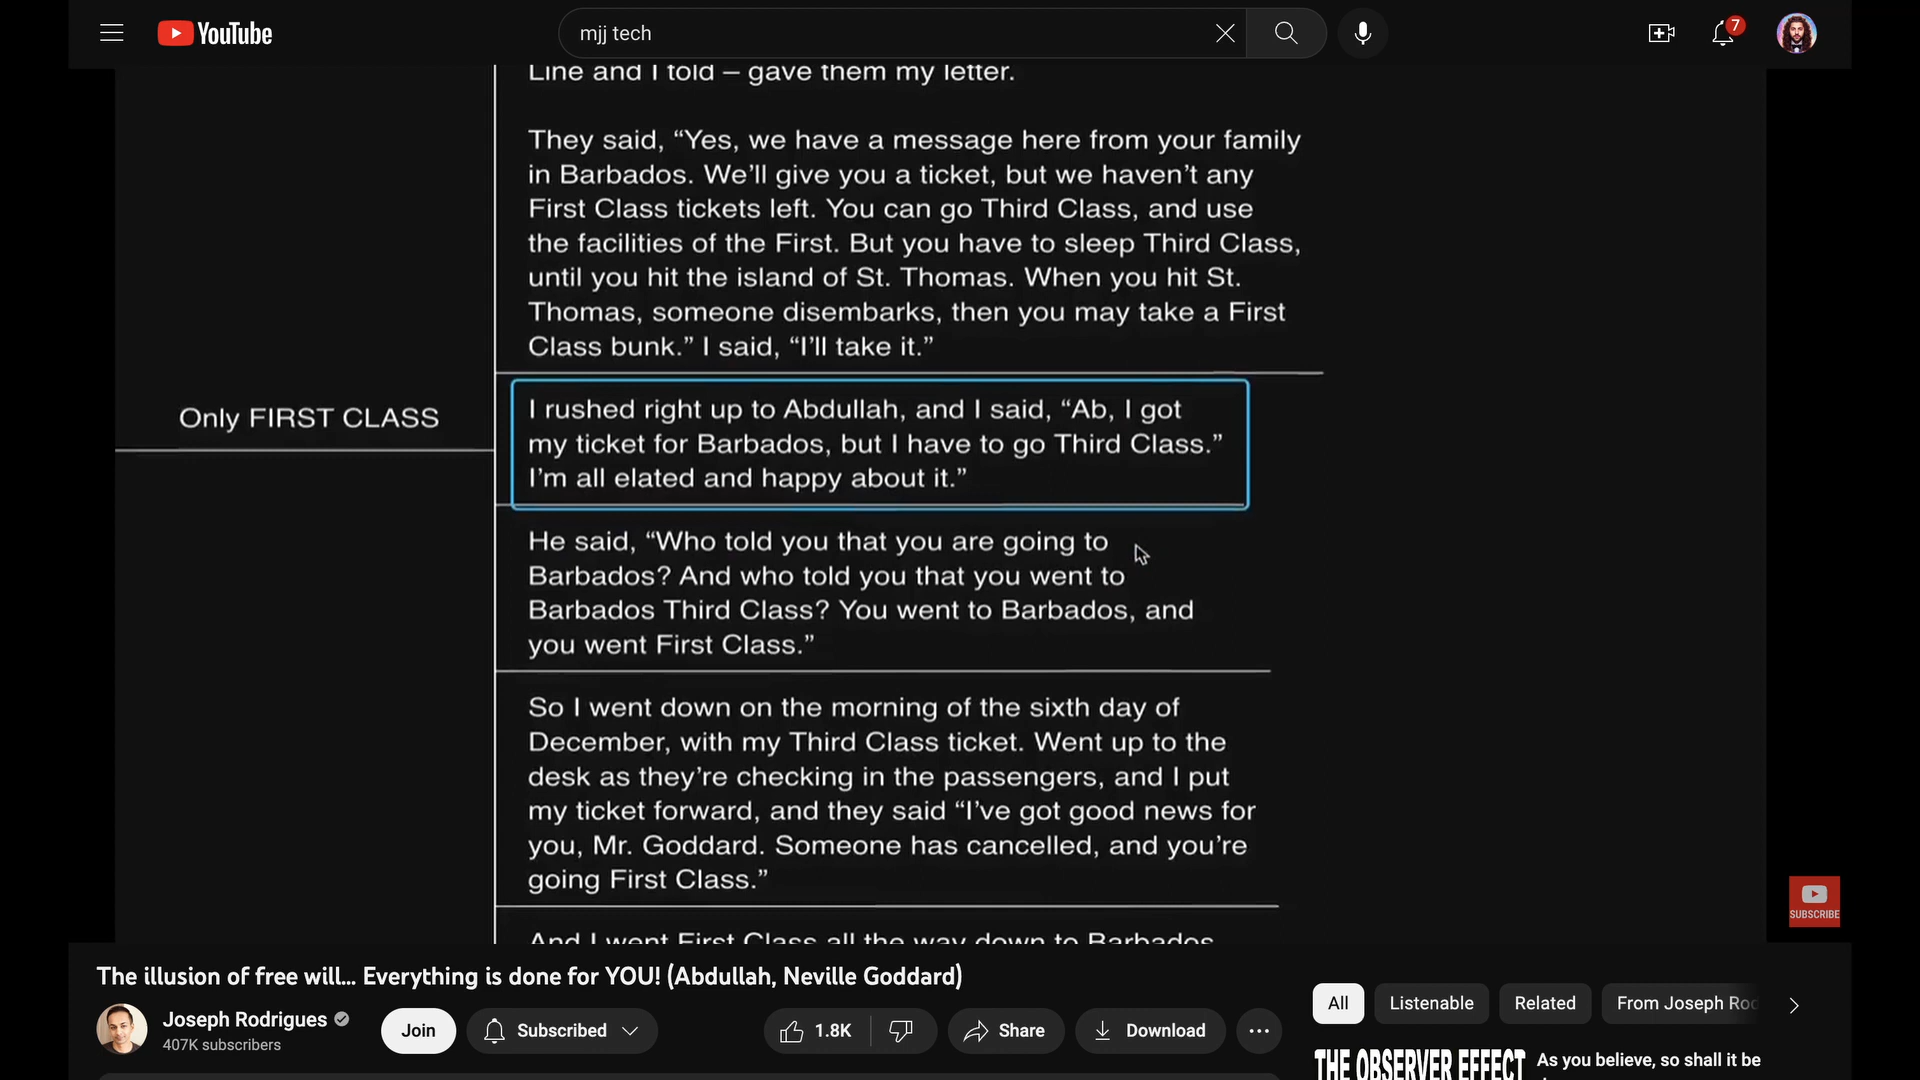 YouTube
mjj tech
7
Line and I told – gave them my letter.
They said, “Yes, we have a message here from your family
in Barbados. We’ll give you a ticket, but we haven’t any
First Class tickets left. You can go Third Class, and use
the facilities of the First. But you have to sleep Third Class,
until you hit the island of St. Thomas. When you hit St.
Thomas, someone disembarks, then you may take a First
Class bunk.” I said, “I’ll take it.”
Only FIRST CLASS
I rushed right up to Abdullah, and I said, “Ab, I got
my ticket for Barbados, but I have to go Third Class.”
I’m all elated and happy about it.”
He said, “Who told you that you are going to
Barbados? And who told you that you went to
Barbados Third Class? You went to Barbados, and
you went First Class.”
So I went down on the morning of the sixth day of
December, with my Third Class ticket. Went up to the
desk as they’re checking in the passengers, and I put
my ticket forward, and they said “I’ve got good news for
you, Mr. Goddard. Someone has cancelled, and you’re
going First Class.”
And I went First Class all the way down to Barbados
SUBSCRIBE
The illusion of free will... Everything is done for YOU! (Abdullah, Neville Goddard)
Joseph Rodrigues
407K subscribers
Join
Subscribed
1.8K
Share
Download
All
Listenable
Related
From Joseph Rod
THE OBSERVER EFFECT
As you believe, so shall it be